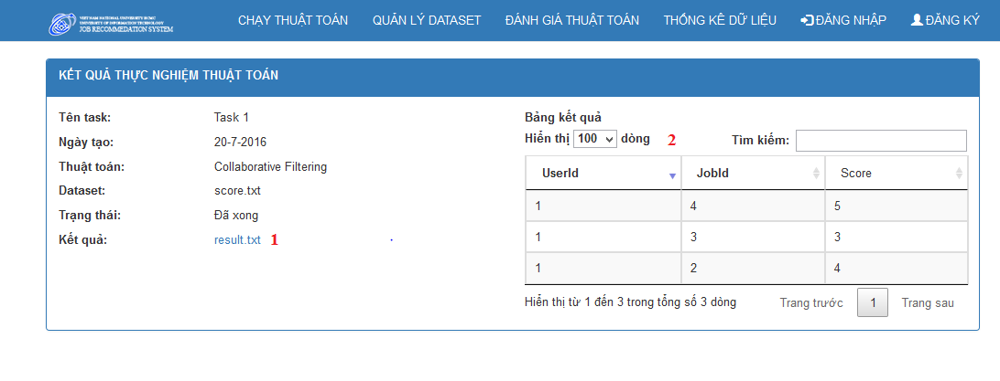 VIET NAM NATIONAL UNIVERSITY HCMC
UNIVERSITY OF INFORMATION TECHNOLOGY
JOB RECOMMEDATION SYSTEM
CHẠY THUẬT TOÁN QUẢN LÝ DATASET ĐÁNH GIÁ THUẬT TOÁN THỐNG KÊ DỮ LIỆU ĐĂNG NHẬP ĐĂNG KÝ
KẾT QUẢ THỰC NGHIỆM THUẬT TOÁN
Tên task: Task 1
Ngày tạo: 20-7-2016
Thuật toán: Collaborative Filtering
Dataset: score.txt
Trạng thái: Đã xong
Kết quả: result.txt 1
Bảng kết quả
Hiển thị 100 dòng 2 Tìm kiếm:
UserId JobId Score
1 4 5
1 3 3
1 2 4
Hiển thị từ 1 đến 3 trong tổng số 3 dòng Trang trước 1 Trang sau